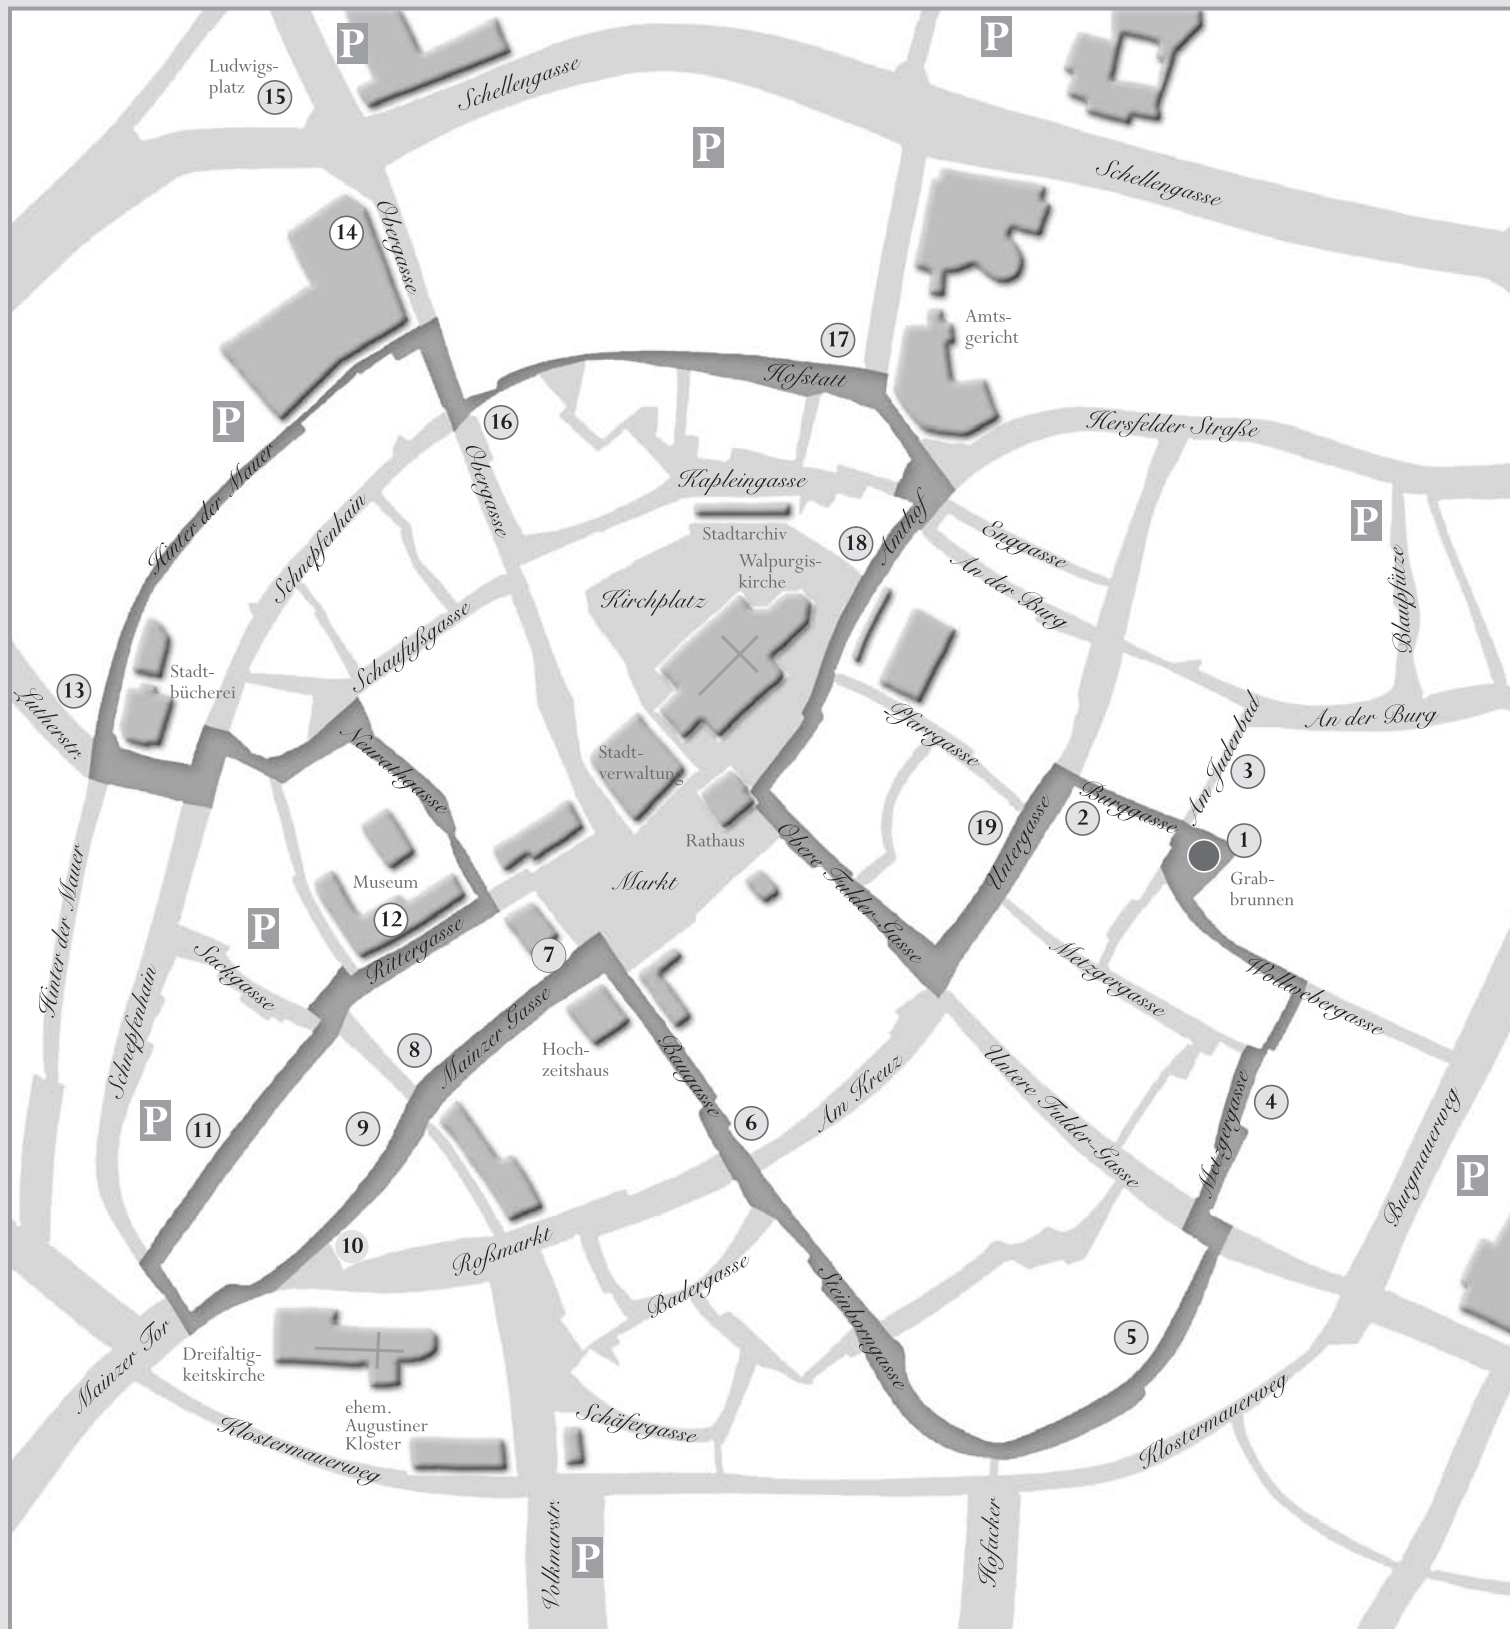 P
P
Ludwigs-
platz
15
Schellengasse
P
Schellengasse
14
Obergasse
Amts-
gericht
17
Hofstatt
P
16
Hersfelder Straße
Obergasse
Kapleingasse
Hinter der Mauer
Schnepfenhain
Stadtarchiv
18
Amthof
Enggasse
P
Walpurgis-
kirche
An der Burg
Blaupfütze
Kirchplatz
Schaufußgasse
Stadt-
bücherei
13
Lutherstr.
Neurathgasse
Pfarrgasse
An der Burg
Am Judenbad
3
Stadt-
verwaltung
Burggasse
2
19
Untergasse
1
Rathaus
Obere Fulder-Gasse
Grab-
brunnen
Markt
Museum
12
P
Rittergasse
Hinter der Mauer
Sackgasse
7
Metzgergasse
Wollwebergasse
Schnepfenhain
8
Mainzer Gasse
Hoch-
zeitshaus
Baugasse
Am Kreuz
Untere Fulder-Gasse
Metzgergasse
4
P
11
9
6
Burgmauerweg
P
10
Roßmarkt
Badergasse
Steinborngasse
5
Mainzer Tor
Dreifaltig-
keitskirche
ehem.
Augustiner
Kloster
Klostermauerweg
Schäfergasse
Klostermauerweg
Volkmarstr.
P
Hofacker